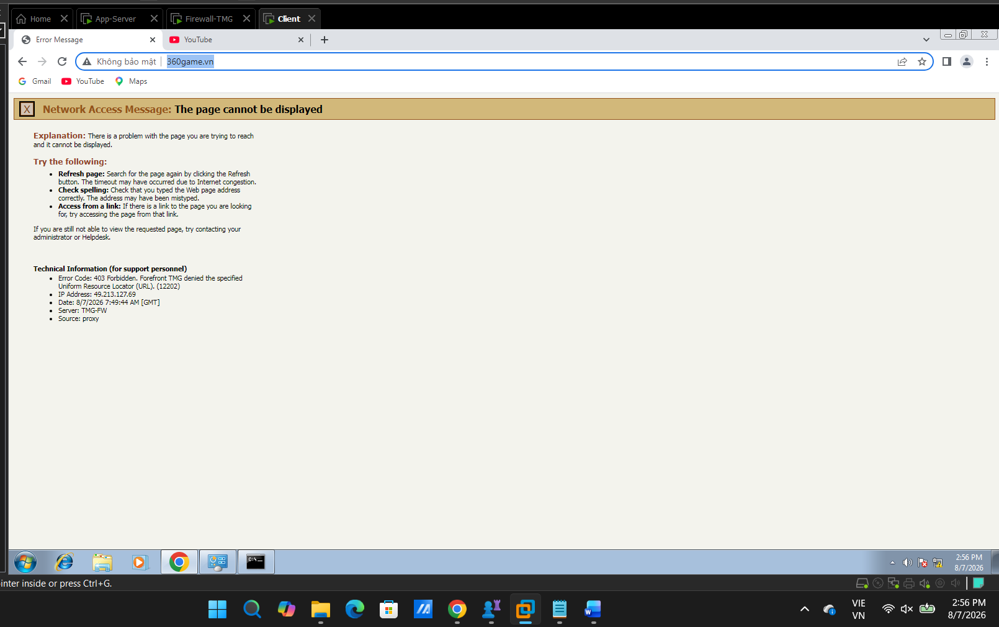 Home
App-Server
Firewall-TMG
Client
Error Message
YouTube
Không bảo mật
360game.vn
Gmail
YouTube
Maps
X
Network Access Message: The page cannot be displayed
Explanation: There is a problem with the page you are trying to reach
and it cannot be displayed.
Try the following:
Refresh page: Search for the page again by clicking the Refresh
button. The timeout may have occurred due to Internet congestion.
Check spelling: Check that you typed the Web page address
correctly. The address may have been mistyped.
Access from a link: If there is a link to the page you are looking
for, try accessing the page from that link.
If you are still not able to view the requested page, try contacting your
administrator or Helpdesk.
Technical Information (for support personnel)
Error Code: 403 Forbidden. Forefront TMG denied the specified
Uniform Resource Locator (URL). (12202)
IP Address: 49.213.127.69
Date: 8/7/2026 7:49:44 AM [GMT]
Server: TMG-FW
Source: proxy
2:56 PM
8/7/2026
inter inside or press Ctrl+G.
VIE
VN
2:56 PM
8/7/2026